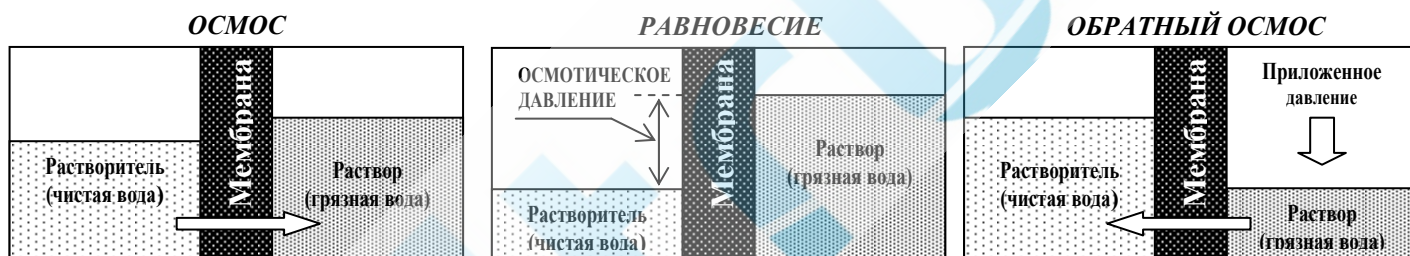 ОСМОС
Мембрана
Растворитель
(чистая вода)
Раствор
(грязная вода)
РАВНОВЕСИЕ
ОСМОТИЧЕСКОЕ
ДАВЛЕНИЕ
Мембрана
Раствор
(грязная вода)
Растворитель
(чистая вода)
ОБРАТНЫЙ ОСМОС
Приложенное
давление
Мембрана
Растворитель
(чистая вода)
Раствор
(грязная вода)